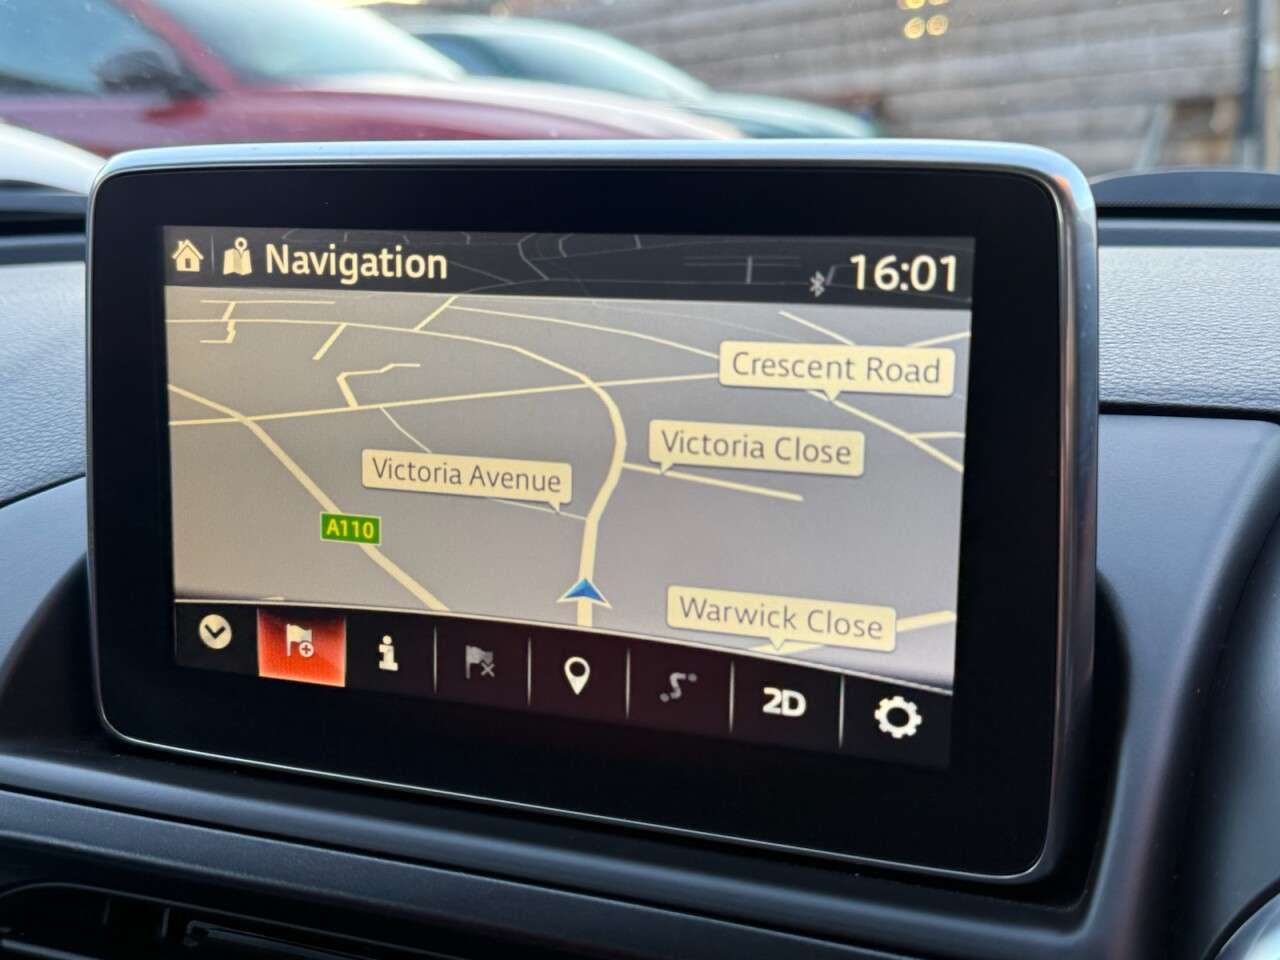 Navigation
16:01
Crescent Road
Victoria Close
Victoria Avenue
A110
Warwick Close
2D